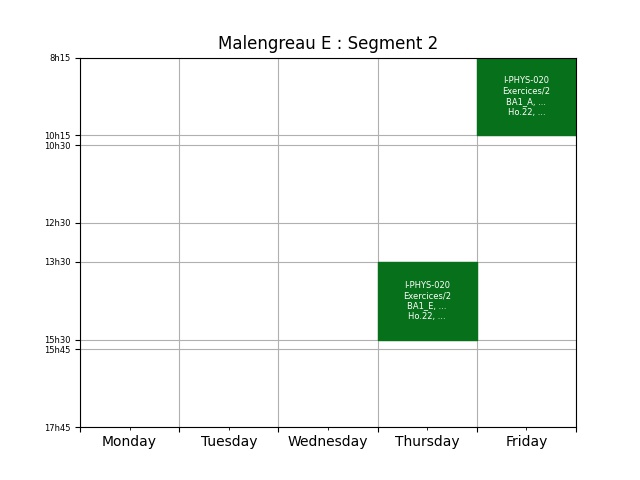 Malengreau E : Segment 2
8h15
I-PHYS-020
Exercices/2
BA1_A, ...
Ho.22, ...
10h15
10h30
12h30
13h30
I-PHYS-020
Exercices/2
BA1_E, ...
Ho.22, ...
15h30
15h45
17h45
Monday Tuesday Wednesday Thursday Friday